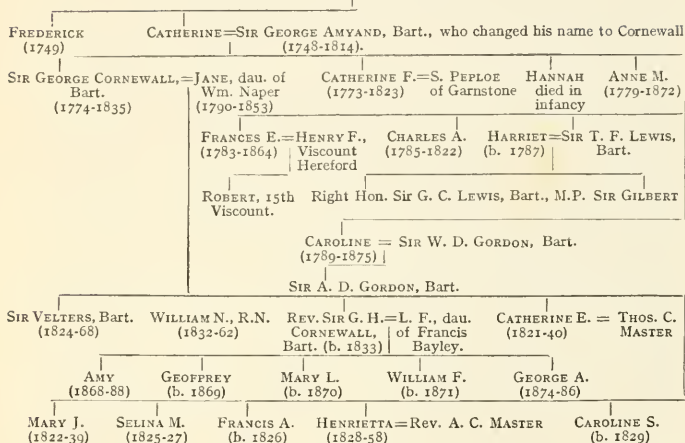 FREDERICK CATHERINE=SIR GEORGE AMYAND, Bart., who changed his name to Cornewall
(1749) (1748-1814).
SIR GEORGE CORNEWALL,=JANE, dau. of CATHERINE F.=S. PEPLOE HANNAH ANNE M.
Bart. Wm. Naper (1773-1823) of Garnstone died in (1779-1872)
(1774-1835) (1790-1853) infancy
FRANCES E.=HENRY F., CHARLES A. HARRIET=SIR T. F. LEWIS,
(1783-1864) Viscount (1785-1822) (b. 1787) Bart.
Hereford
ROBERT, 15th Right Hon. Sir G. C. LEWIS, Bart., M.P. SIR GILBERT
Viscount.
CAROLINE = SIR W. D. GORDON, Bart.
(1789-1875)
SIR A. D. GORDON, Bart.
SIR VELTERS, Bart. WILLIAM N., R.N. REV. SIR G. H.=L. F., dau. CATHERINE E. = THOS. C.
(1824-68) (1832-62) CORNEWALL, of Francis (1821-40) MASTER
Bart. (b. 1833) Bayley.
AMY GEOFPREY MARY L. WILLIAM F. GEORGE A.
(1868-88) (b. 1869) (b. 1870) (b. 1871) (1874-86)
MARY J. SELINA M. FRANCIS A. HENRIETTA=REV. A. C. MASTER CAROLINE S.
(1822-39) (1825-27) (b. 1826) (1828-58) (b. 1829)